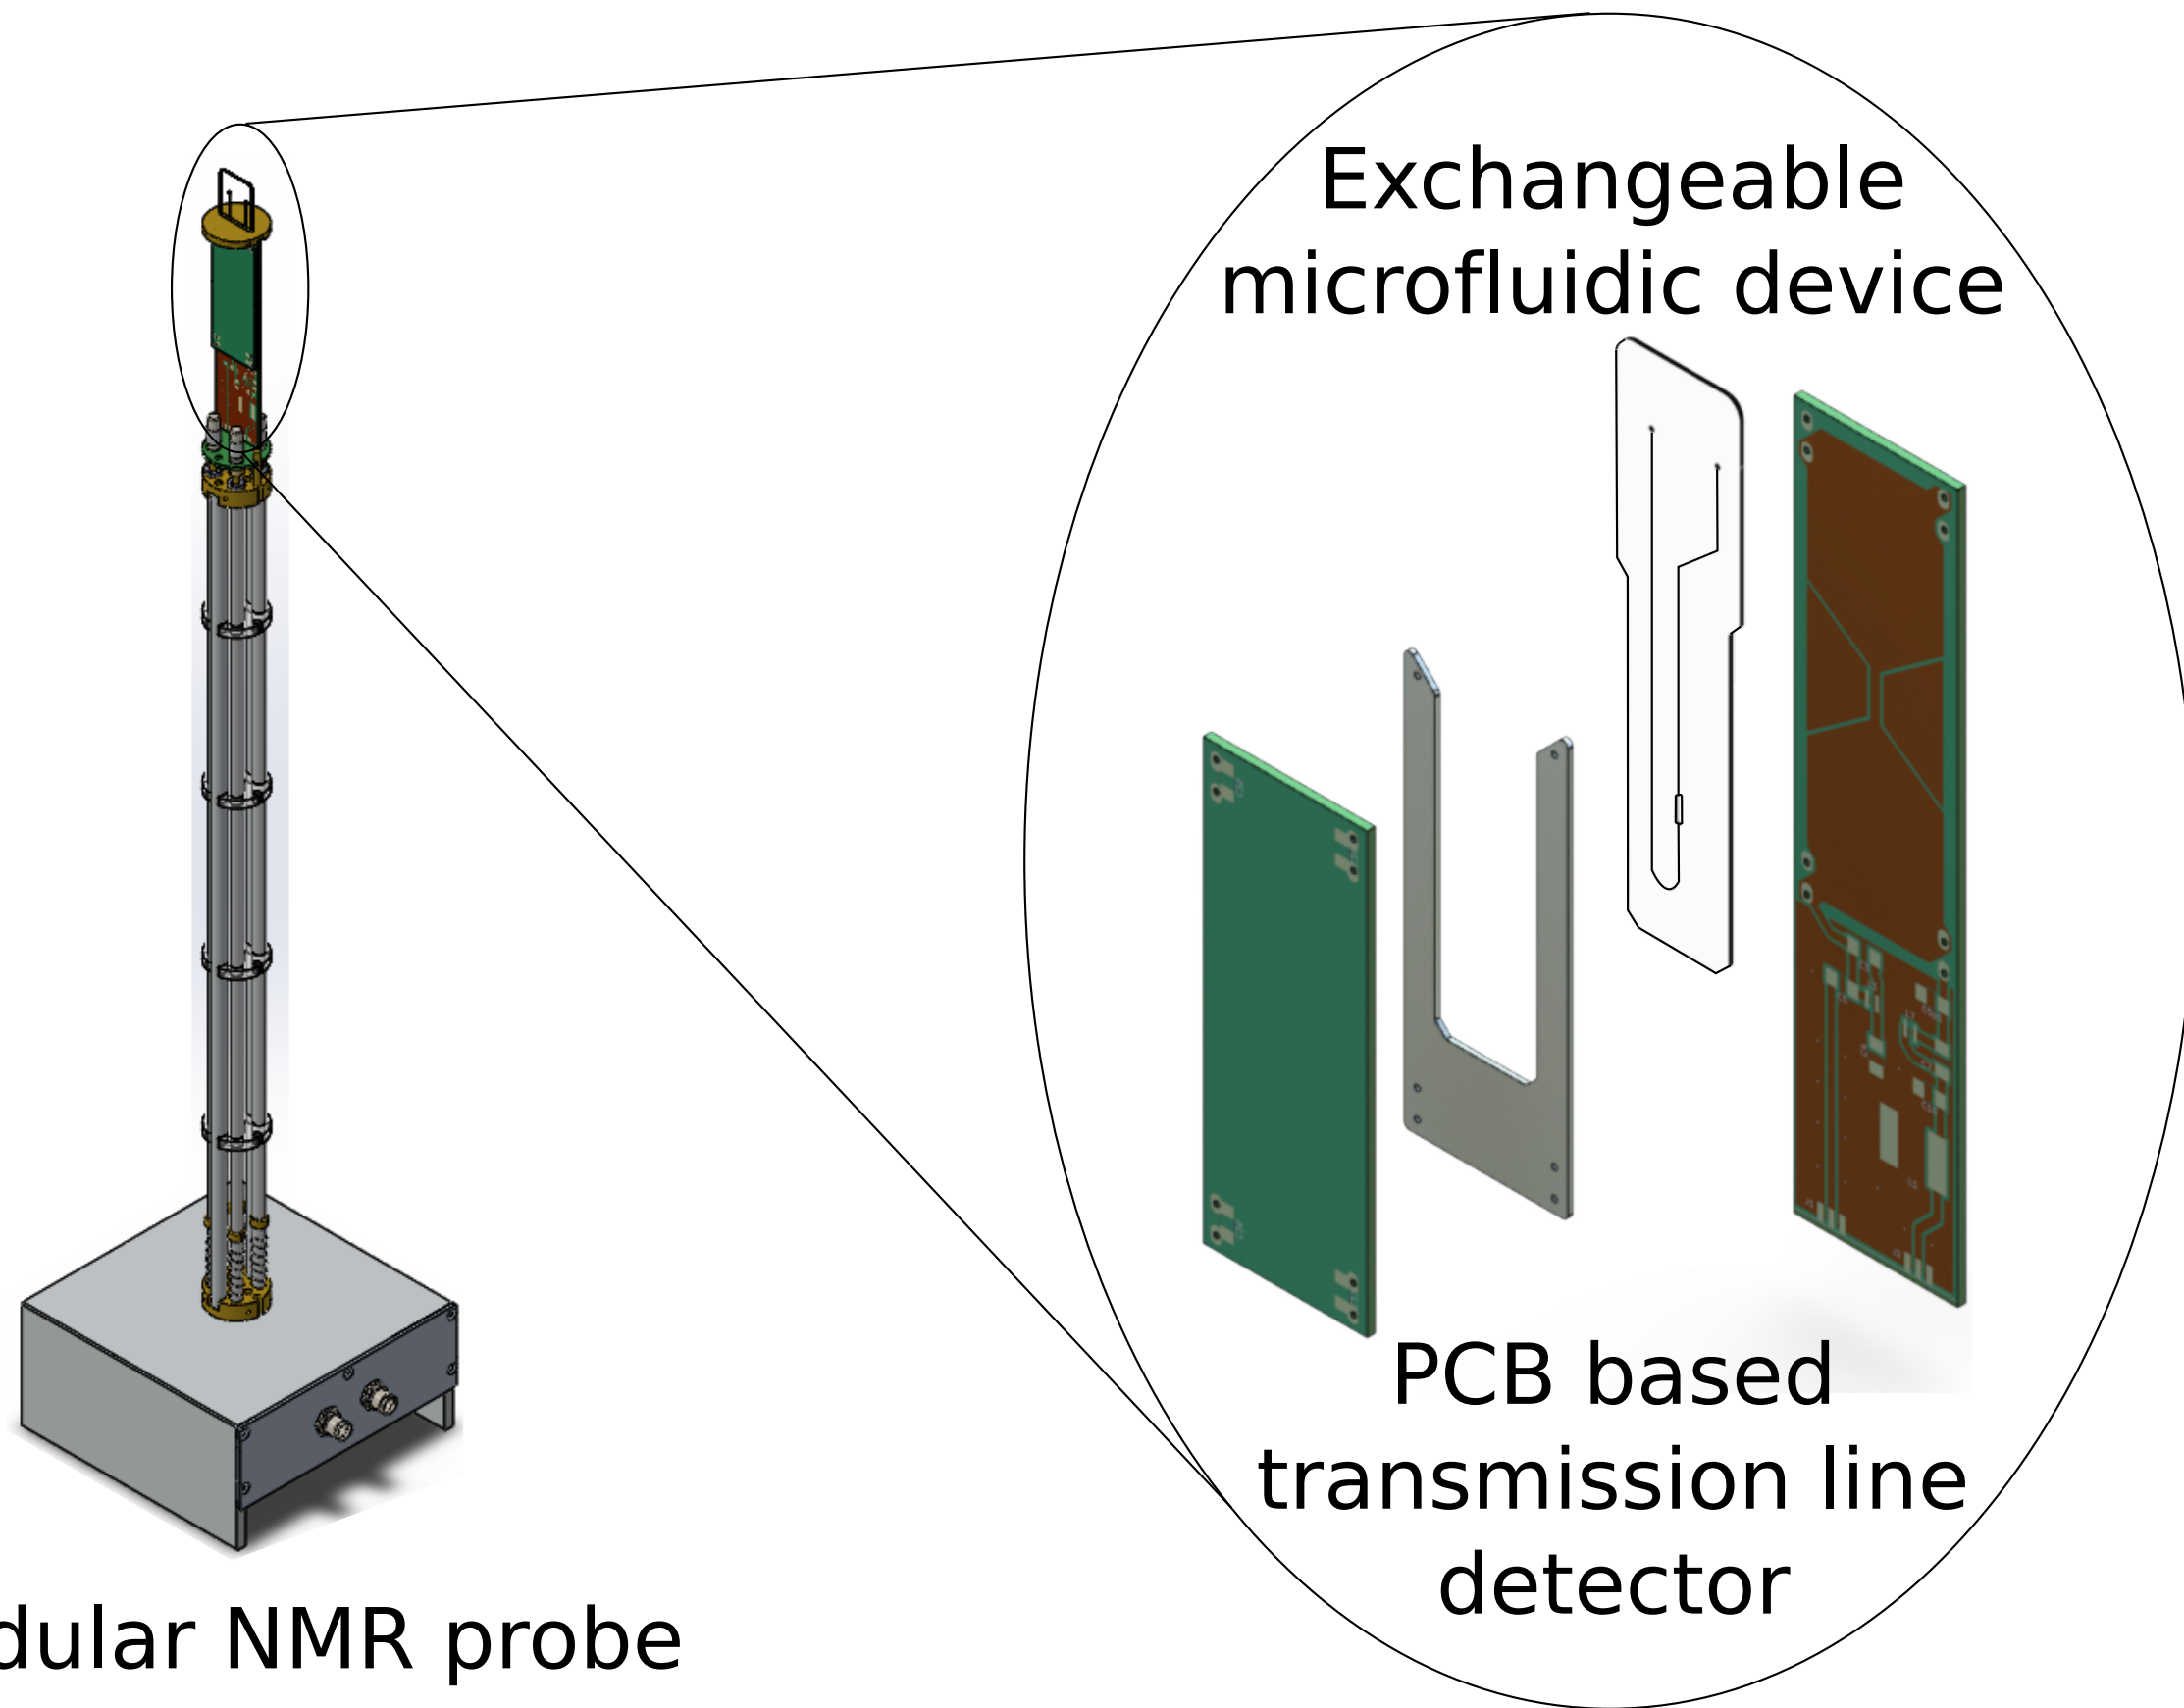 Exchangeable
microfluidic device
PCB based
transmission line
detector
dular NMR probe